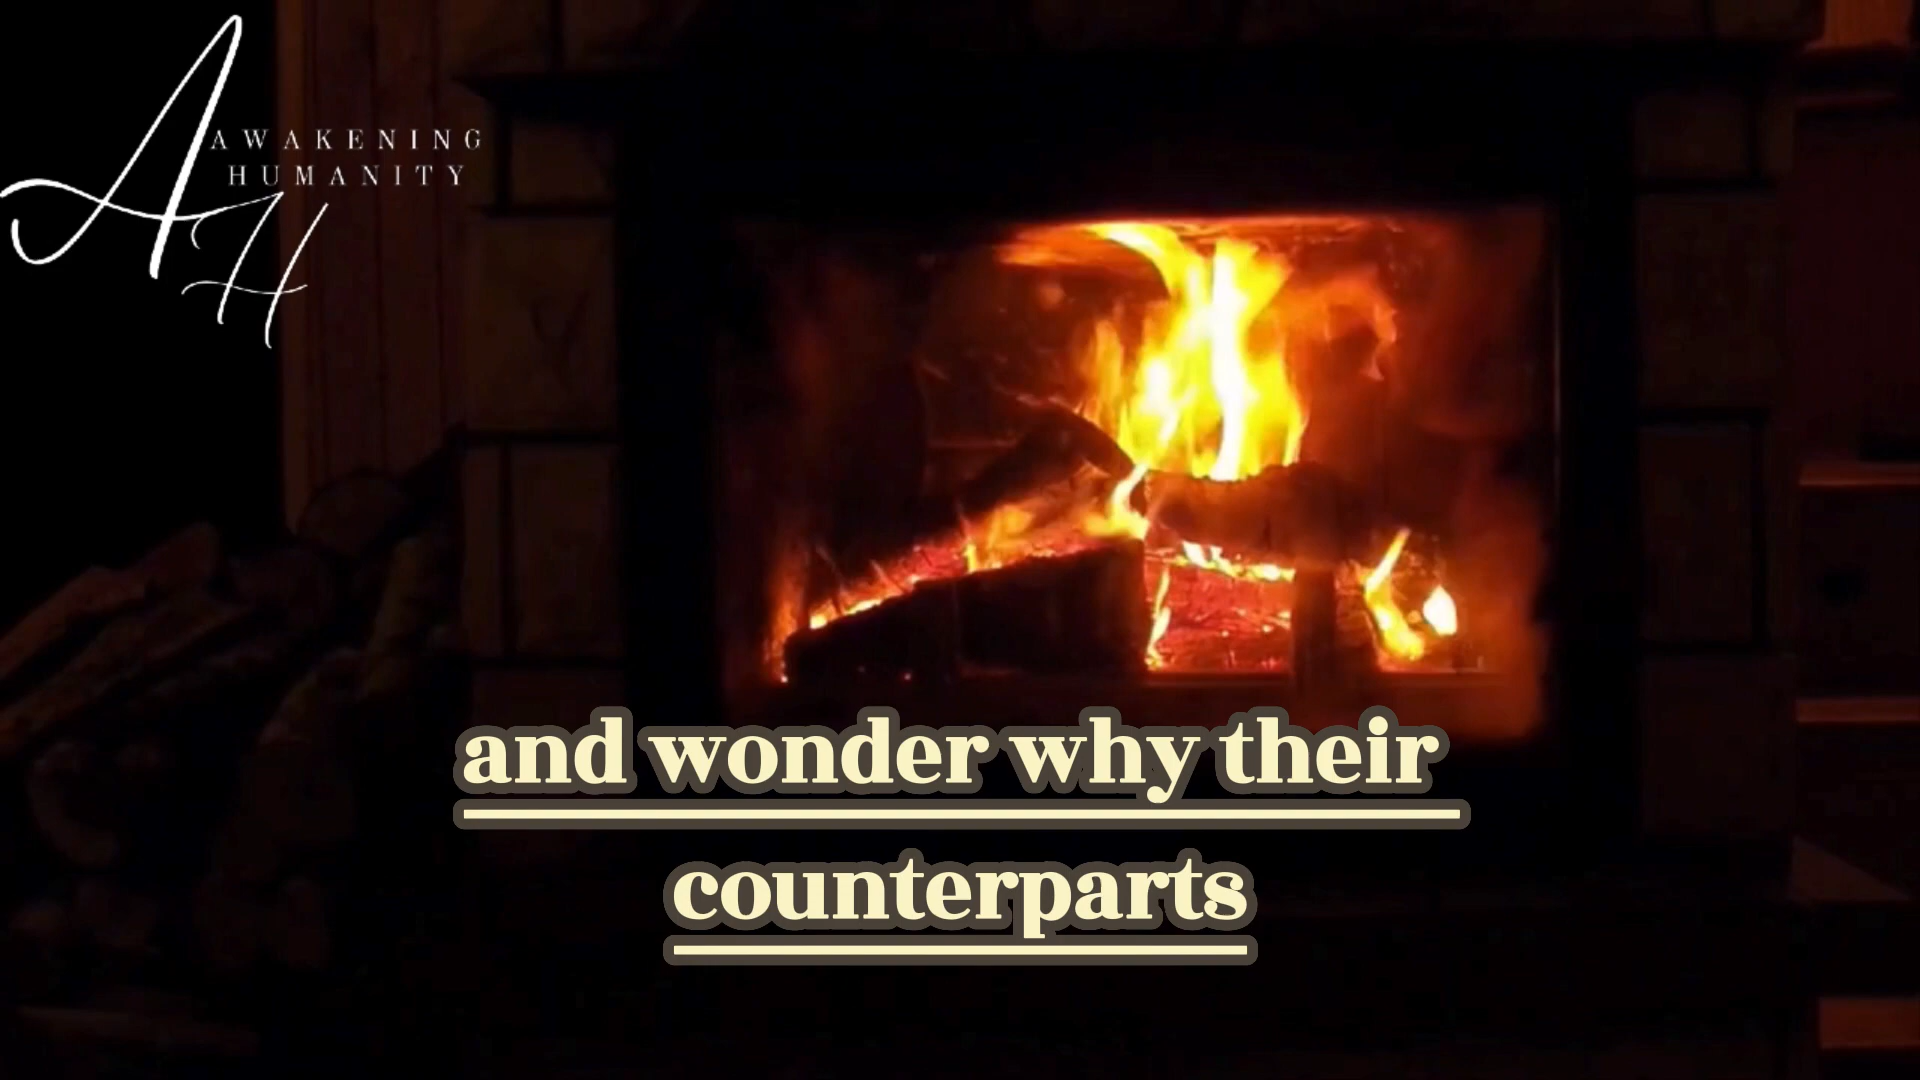 A
AWAKENING
HUMANITY
H
and wonder why their
counterparts